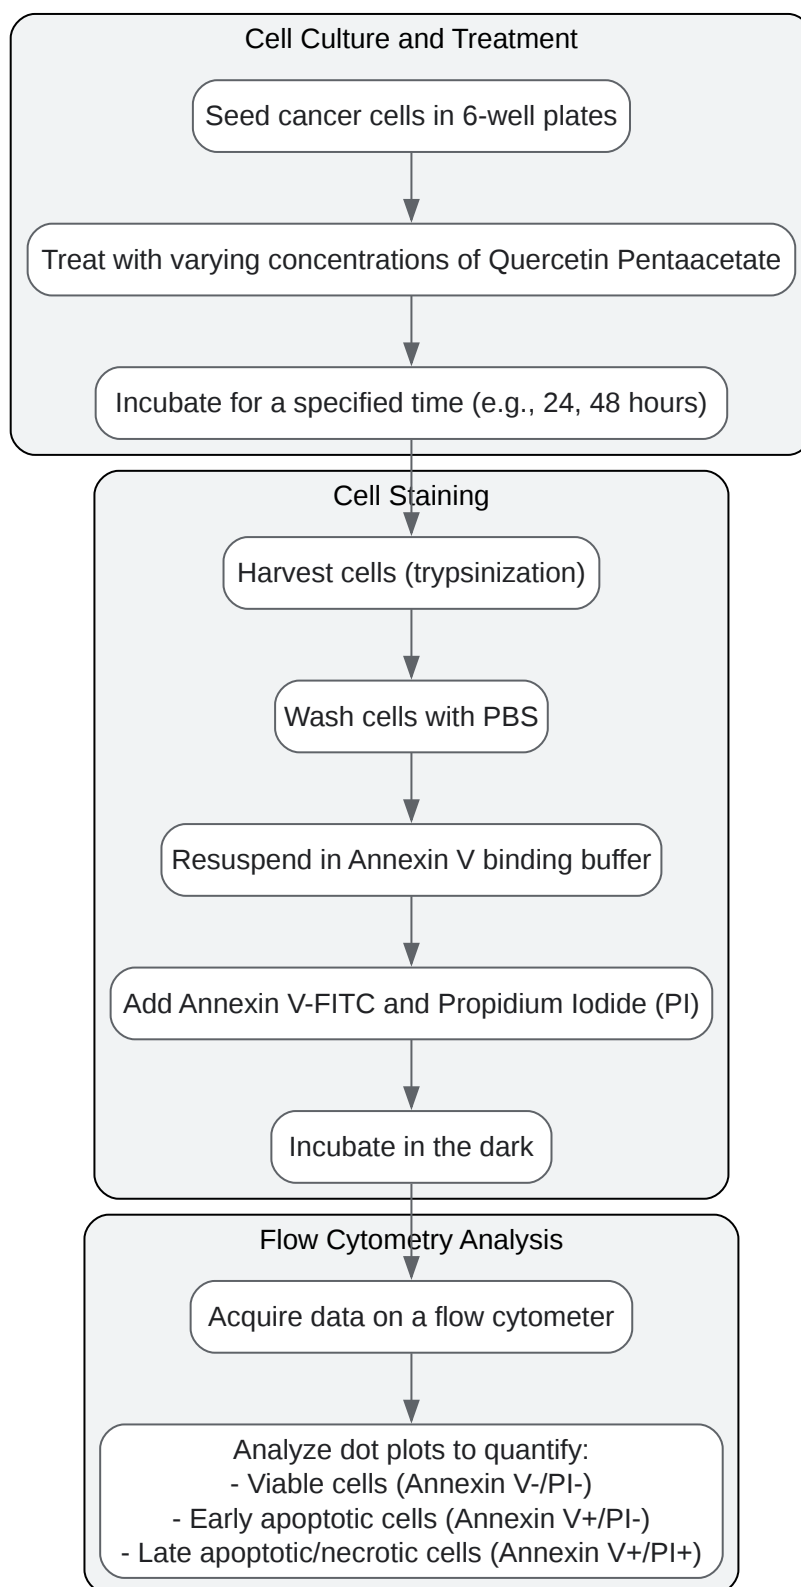 Cell Culture and Treatment
Seed cancer cells in 6-well plates
Treat with varying concentrations of Quercetin Pentaacetate
Incubate for a specified time (e.g., 24, 48 hours)
Cell Staining
Harvest cells (trypsinization)
Wash cells with PBS
Resuspend in Annexin V binding buffer
Add Annexin V-FITC and Propidium Iodide (PI)
Incubate in the dark
Flow Cytometry Analysis
Acquire data on a flow cytometer
Analyze dot plots to quantify:
- Viable cells (Annexin V-/PI-)
- Early apoptotic cells (Annexin V+/PI-)
- Late apoptotic/necrotic cells (Annexin V+/PI+)